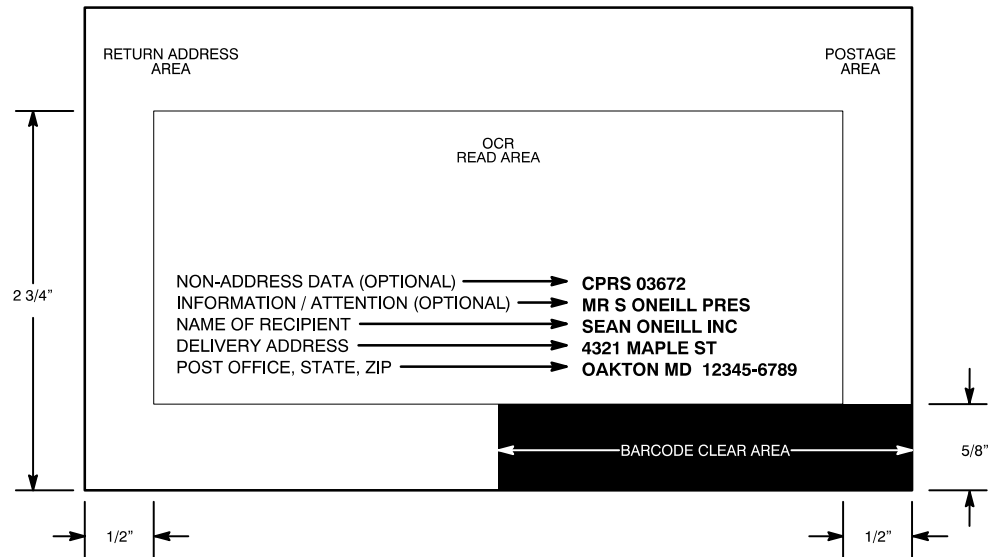 RETURN ADDRESS
AREA
POSTAGE
AREA
OCR
READ AREA
2 3/4”
NON-ADDRESS DATA (OPTIONAL) CPRS 03672
INFORMATION / ATTENTION (OPTIONAL) MR S ONEILL PRES
NAME OF RECIPIENT SEAN ONEILL INC
DELIVERY ADDRESS 4321 MAPLE ST
POST OFFICE, STATE, ZIP OAKTON MD 12345-6789
BARCODE CLEAR AREA
5/8”
1/2”
1/2”